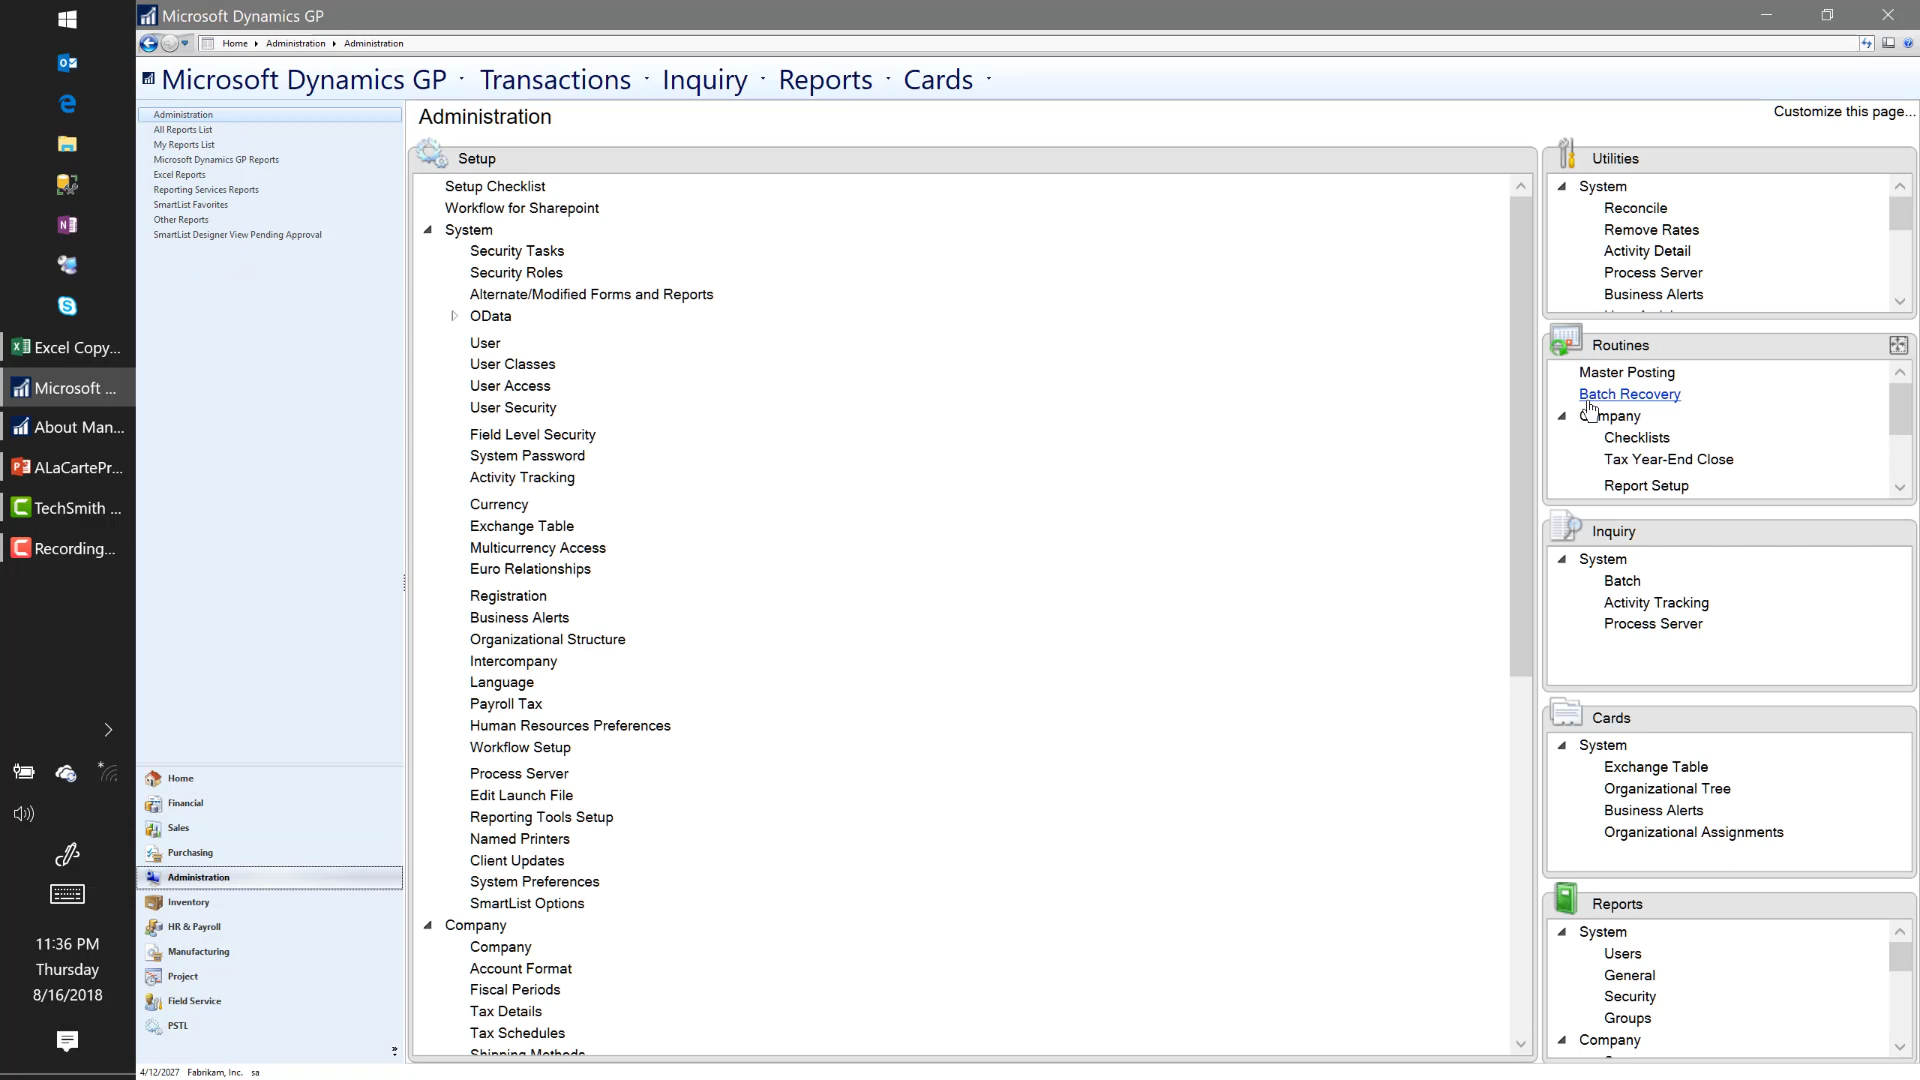 Microsoft Dynamics GP
Home Administration Administration
Microsoft Dynamics GP Transactions Inquiry Reports Cards
Administration
All Reports List
My Reports List
Microsoft Dynamics GP Reports
Excel Reports
Reporting Services Reports
SmartList Favorites
Other Reports
SmartList Designer View Pending Approval
Home
Financial
Sales
Purchasing
Administration
Inventory
HR & Payroll
Manufacturing
Project
Field Service
PSTL
Administration
Customize this page...
Setup
Setup Checklist
Workflow for Sharepoint
System
Security Tasks
Security Roles
Alternate/Modified Forms and Reports
OData
User
User Classes
User Access
User Security
Field Level Security
System Password
Activity Tracking
Currency
Exchange Table
Multicurrency Access
Euro Relationships
Registration
Business Alerts
Organizational Structure
Intercompany
Language
Payroll Tax
Human Resources Preferences
Workflow Setup
Process Server
Edit Launch File
Reporting Tools Setup
Named Printers
Client Updates
System Preferences
SmartList Options
Company
Company
Account Format
Fiscal Periods
Tax Details
Tax Schedules
Shipping Methods
Utilities
System
Reconcile
Remove Rates
Activity Detail
Process Server
Business Alerts
Routines
Master Posting
Batch Recovery
Company
Checklists
Tax Year-End Close
Report Setup
Inquiry
System
Batch
Activity Tracking
Process Server
Cards
System
Exchange Table
Organizational Tree
Business Alerts
Organizational Assignments
Reports
System
Users
General
Security
Groups
Company
Excel Copy...
Microsoft ...
About Man...
ALaCartePr...
TechSmith ...
Recording...
11:36 PM
Thursday
8/16/2018
4/12/2027 Fabrikam, Inc. sa